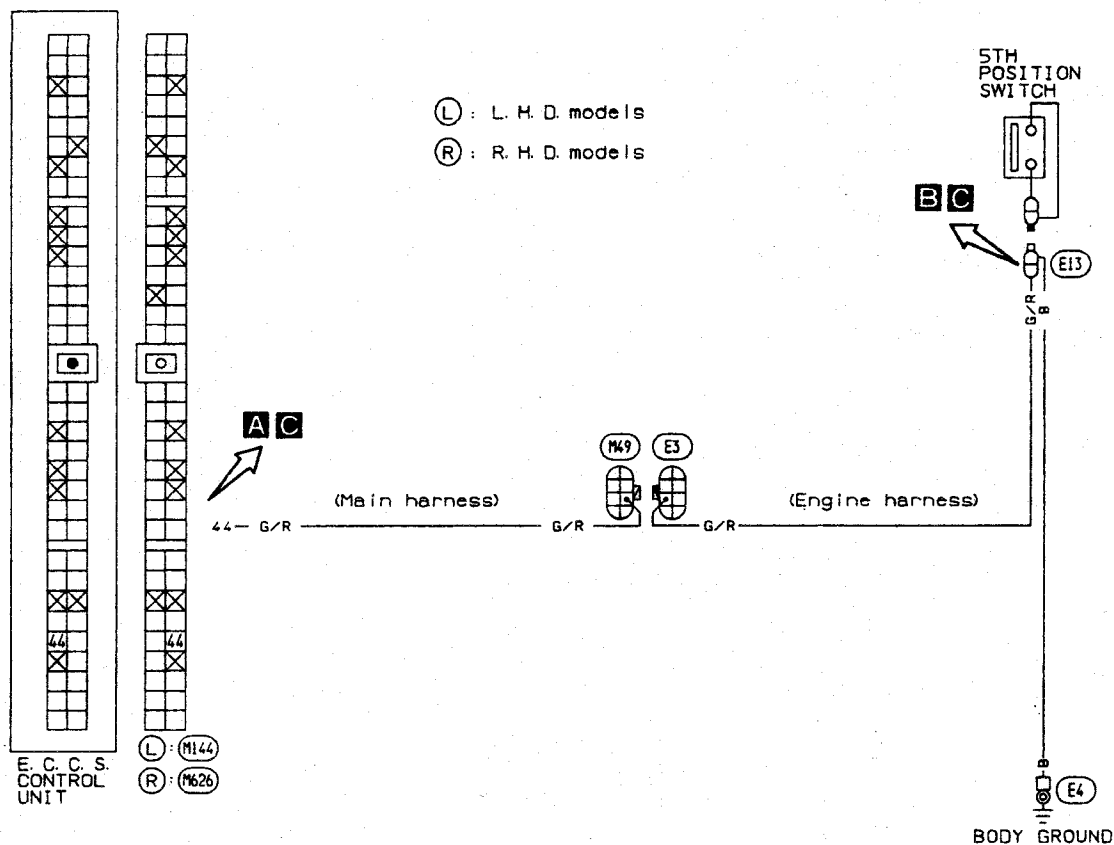 5TH
POSITION
SWITCH
L : L. H. D. models
R : R. H. D. models
B C
E13
G/R
B
A C
M49 E3
(Main harness)
(Engine harness)
44 G/R G/R G/R
44 44
L : M144
R : M626
E. C. C. S.
CONTROL
UNIT
B
E4
BODY GROUND